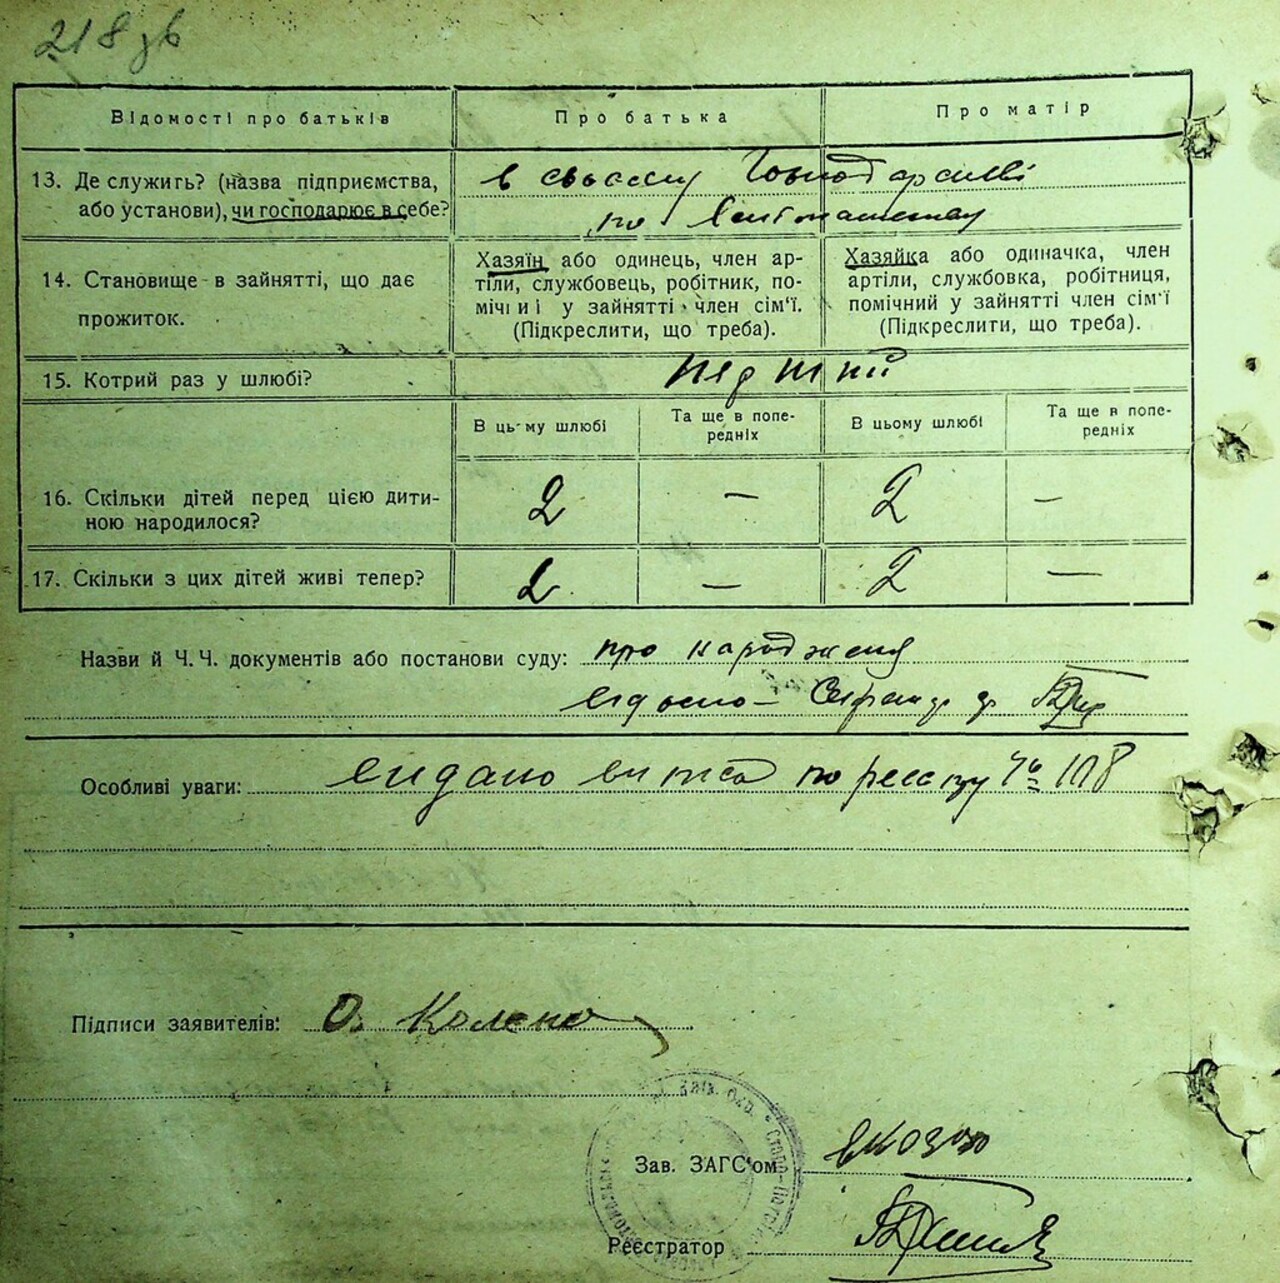 218 зв
Відомості про батьків
Про батька
Про матір
13. Де служить? (назва підприємства,
або установи), чи господарює в себе?
в своєму Господарстві
по
14. Становище в зайнятті, що дає
прожиток.
Хазяїн або одинець, член ар-
тіли, службовець, робітник, по-
мічний у зайнятті член сім'ї.
(Підкреслити, що треба).
Хазяйка або одиначка, член
артіли, службовка, робітниця,
помічний у зайнятті член сім'ї
(Підкреслити, що треба).
15. Котрий раз у шлюбі?
В цьому шлюбі
Та ще в попе-
редніх
В цьому шлюбі
Та ще в попе-
редніх
16. Скільки дітей перед цією дити-
ною народилося?
2 — 2 —
17. Скільки з цих дітей живі тепер?
2 — 2 —
Назви й Ч. Ч. документів або постанови суду: про народження
Особливі уваги: видано по реєстру № 108
Підписи заявителів: О. Колено
Зав. ЗАГС'ом
Реєстратор